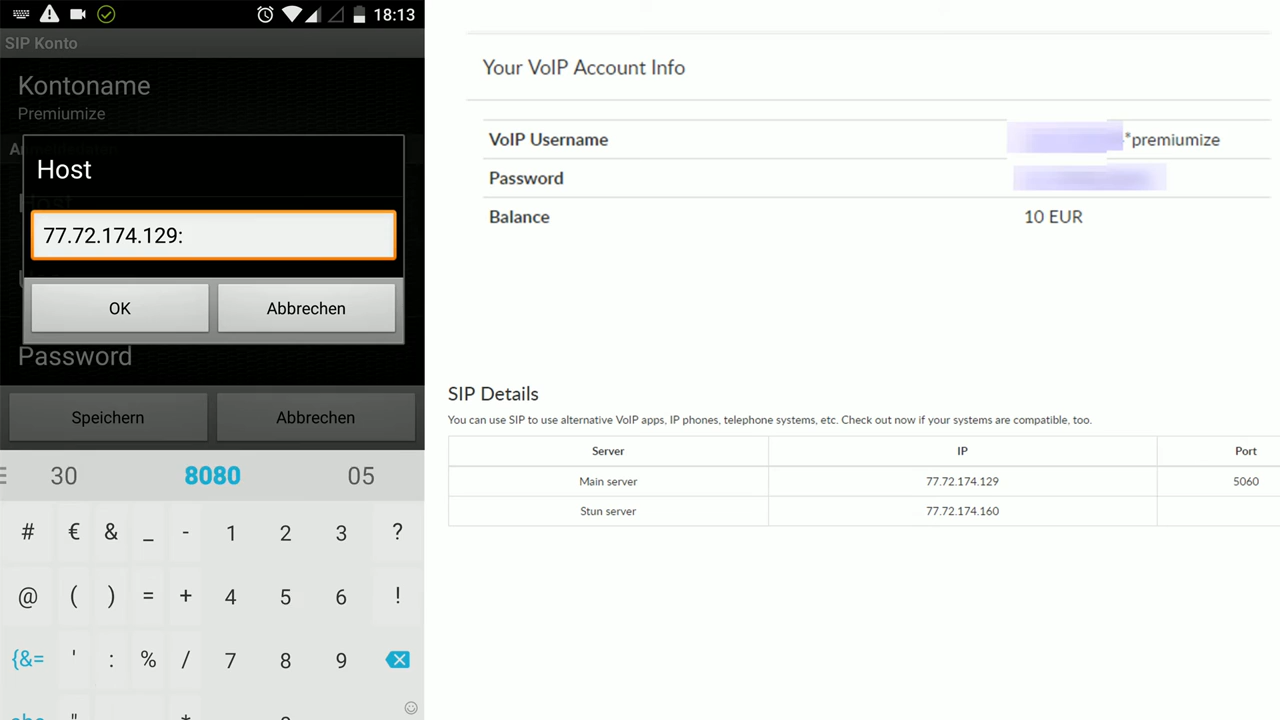 18:13
SIP Konto
Kontoname
Premiumize
Host
77.72.174.129:
OK Abbrechen
Password
Speichern Abbrechen
30 8080 05
# € & _ - 1 2 3 ?
@ ( ) = + 4 5 6 !
{&= ' : % / 7 8 9
Your VoIP Account Info
VoIP Username *premiumize
Password
Balance 10 EUR
SIP Details
You can use SIP to use alternative VoIP apps, IP phones, telephone systems, etc. Check out now if your systems are compatible, too.
Server IP Port
Main server 77.72.174.129 5060
Stun server 77.72.174.160